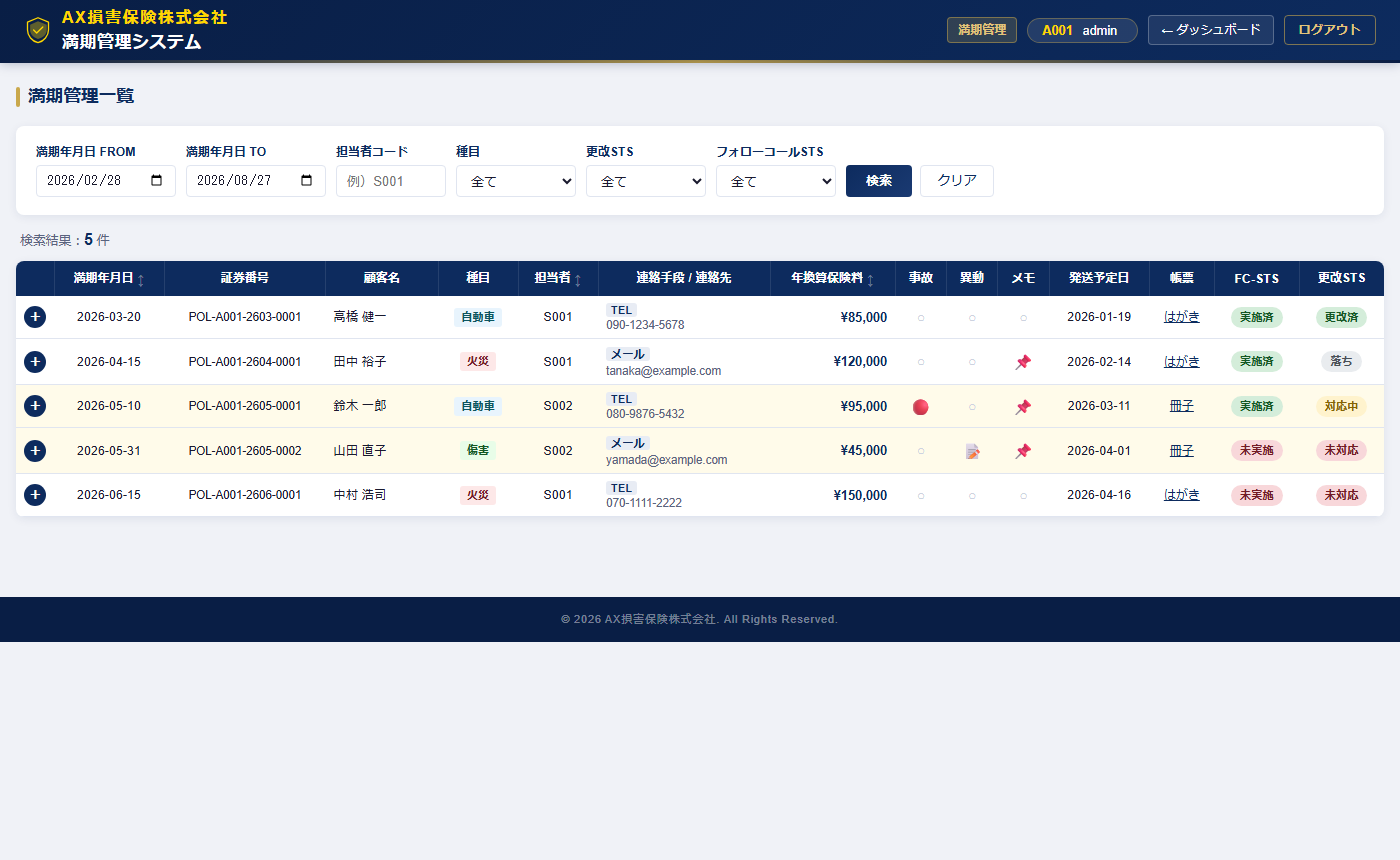 AX損害保険株式会社
満期管理システム
満期管理
A001 admin
←ダッシュボード
ログアウト
満期管理一覧
満期年月日 FROM 満期年月日 TO 担当者コード 種目 更改STS フォローコールSTS
2026/02/28 2026/08/27 例）S001 全て 全て 全て 検索 クリア
検索結果：5 件
満期年月日↕ 証券番号 顧客名 種目 担当者↕ 連絡手段 / 連絡先 年換算保険料↕ 事故 異動 メモ 発送予定日 帳票 FC-STS 更改STS
+ 2026-03-20 POL-A001-2603-0001 高橋 健一 自動車 S001 TEL 090-1234-5678 ¥85,000 ○ ○ ○ 2026-01-19 はがき 実施済 更改済
+ 2026-04-15 POL-A001-2604-0001 田中 裕子 火災 S001 メール tanaka@example.com ¥120,000 ○ ○ 📌 2026-02-14 はがき 実施済 落ち
+ 2026-05-10 POL-A001-2605-0001 鈴木 一郎 自動車 S002 TEL 080-9876-5432 ¥95,000 🔴 ○ 📌 2026-03-11 冊子 実施済 対応中
+ 2026-05-31 POL-A001-2605-0002 山田 直子 傷害 S002 メール yamada@example.com ¥45,000 ○ 📝 📌 2026-04-01 冊子 未実施 未対応
+ 2026-06-15 POL-A001-2606-0001 中村 浩司 火災 S001 TEL 070-1111-2222 ¥150,000 ○ ○ ○ 2026-04-16 はがき 未実施 未対応
© 2026 AX損害保険株式会社. All Rights Reserved.